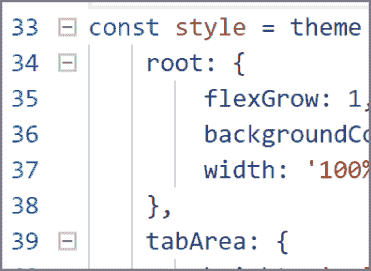 33 const style = theme
34 root: {
35 flexGrow: 1,
36 backgroundCo
37 width: '100%
38 },
39 tabArea: {